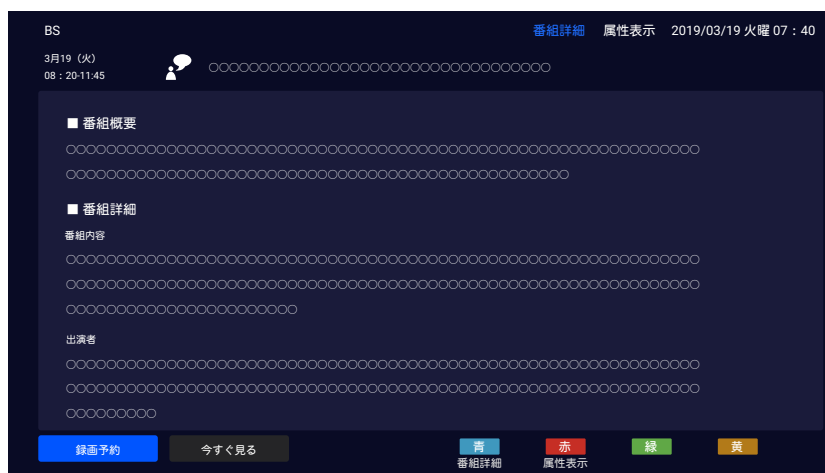 BS 番組詳細 属性表示 2019/03/19 火曜 07：40
3月19（火）
08：20-11:45
○○○○○○○○○○○○○○○○○○○○○○○○○○○○○○○○○○
■ 番組概要
○○○○○○○○○○○○○○○○○○○○○○○○○○○○○○○○○○○○○○○○○○○○○○○○○○○○○○○○○○○○○○○
○○○○○○○○○○○○○○○○○○○○○○○○○○○○○○○○○○○○○○○○○○○○○○○○○○
■ 番組詳細
番組内容
○○○○○○○○○○○○○○○○○○○○○○○○○○○○○○○○○○○○○○○○○○○○○○○○○○○○○○○○○○○○○○○
○○○○○○○○○○○○○○○○○○○○○○○○○○○○○○○○○○○○○○○○○○○○○○○○○○○○○○○○○○○○○○○
○○○○○○○○○○○○○○○○○○○○○○○
出演者
○○○○○○○○○○○○○○○○○○○○○○○○○○○○○○○○○○○○○○○○○○○○○○○○○○○○○○○○○○○○○○○
○○○○○○○○○○○○○○○○○○○○○○○○○○○○○○○○○○○○○○○○○○○○○○○○○○○○○○○○○○○○○○○
○○○○○○○○○
録画予約 今すぐ見る 青 赤 緑 黄
番組詳細 属性表示